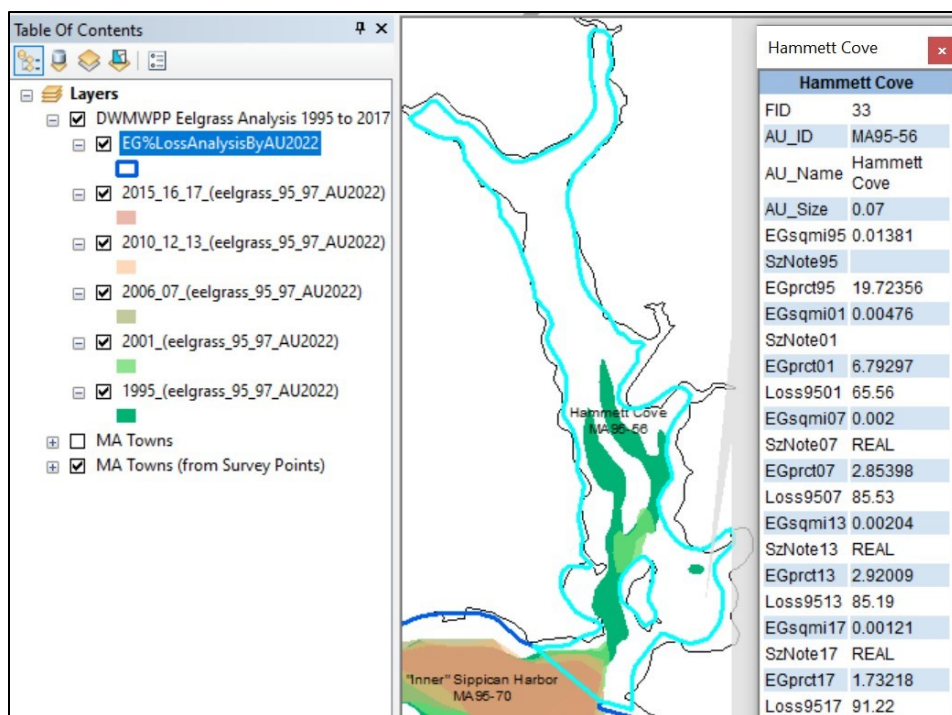 Table Of Contents
Layers
DWMWPP Eelgrass Analysis 1995 to 2017
EG%LossAnalysisByAU2022
2015_16_17_(eelgrass_95_97_AU2022)
2010_12_13_(eelgrass_95_97_AU2022)
2006_07_(eelgrass_95_97_AU2022)
2001_(eelgrass_95_97_AU2022)
1995_(eelgrass_95_97_AU2022)
MA Towns
MA Towns (from Survey Points)
Hammett Cove
MA95-56
"Inner" Sippican Harbor
MA95-70
Hammett Cove
Hammett Cove
FID 33
AU_ID MA95-56
AU_Name Hammett
Cove
AU_Size 0.07
EGsqmi95 0.01381
SzNote95
EGprct95 19.72356
EGsqmi01 0.00476
SzNote01
EGprct01 6.79297
Loss9501 65.56
EGsqmi07 0.002
SzNote07 REAL
EGprct07 2.85398
Loss9507 85.53
EGsqmi13 0.00204
SzNote13 REAL
EGprct13 2.92009
Loss9513 85.19
EGsqmi17 0.00121
SzNote17 REAL
EGprct17 1.73218
Loss9517 91.22